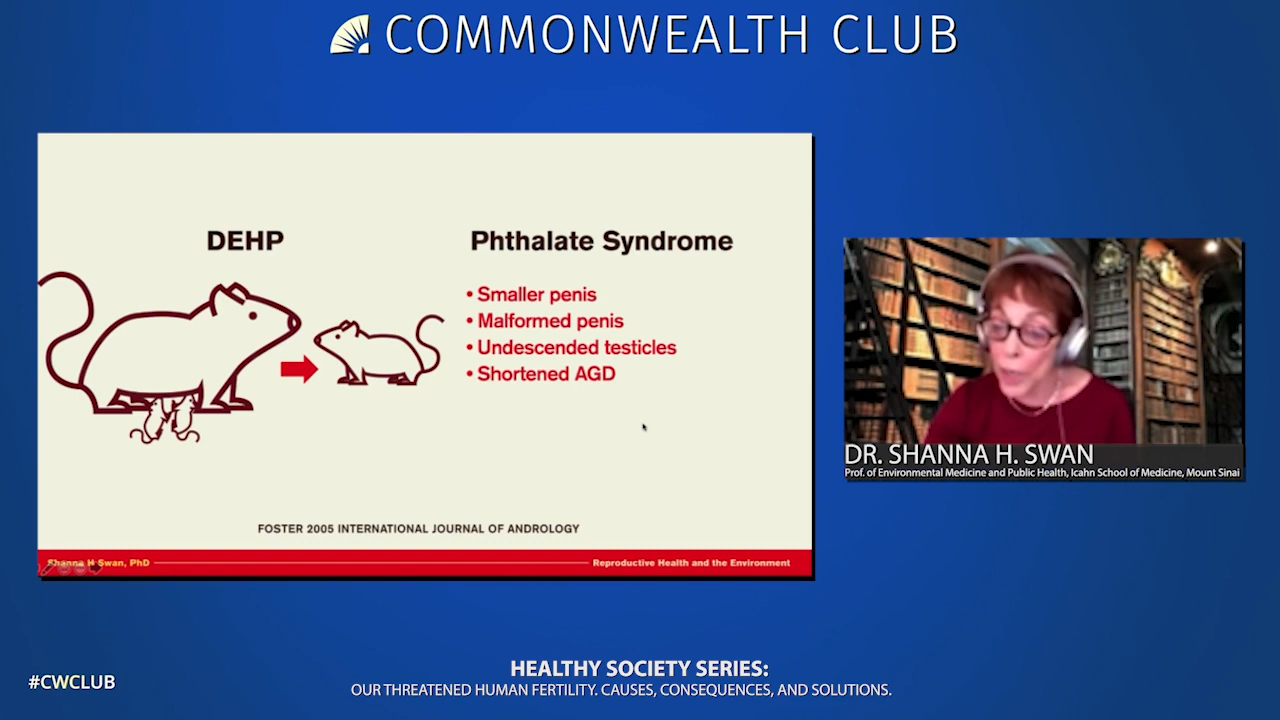 COMMONWEALTH CLUB
DEHP
Phthalate Syndrome
• Smaller penis
• Malformed penis
• Undescended testicles
• Shortened AGD
FOSTER 2005 INTERNATIONAL JOURNAL OF ANDROLOGY
Shanna H Swan, PhD
Reproductive Health and the Environment
DR. SHANNA H. SWAN
Prof. of Environmental Medicine and Public Health, Icahn School of Medicine, Mount Sinai
#CWCLUB
HEALTHY SOCIETY SERIES:
OUR THREATENED HUMAN FERTILITY. CAUSES, CONSEQUENCES, AND SOLUTIONS.